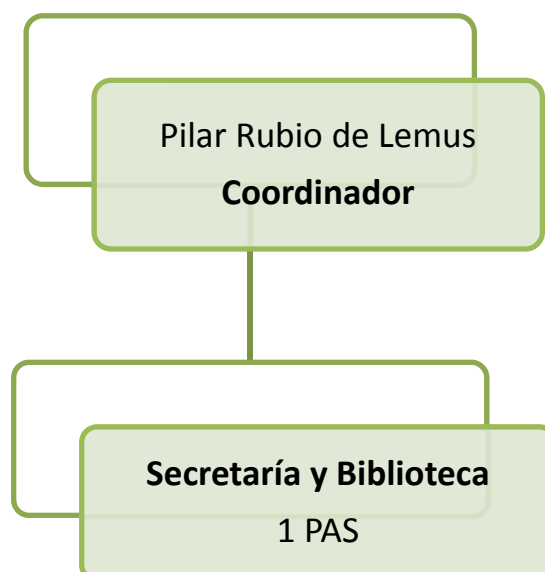 Pilar Rubio de Lemus
Coordinador
Secretaría y Biblioteca
1 PAS